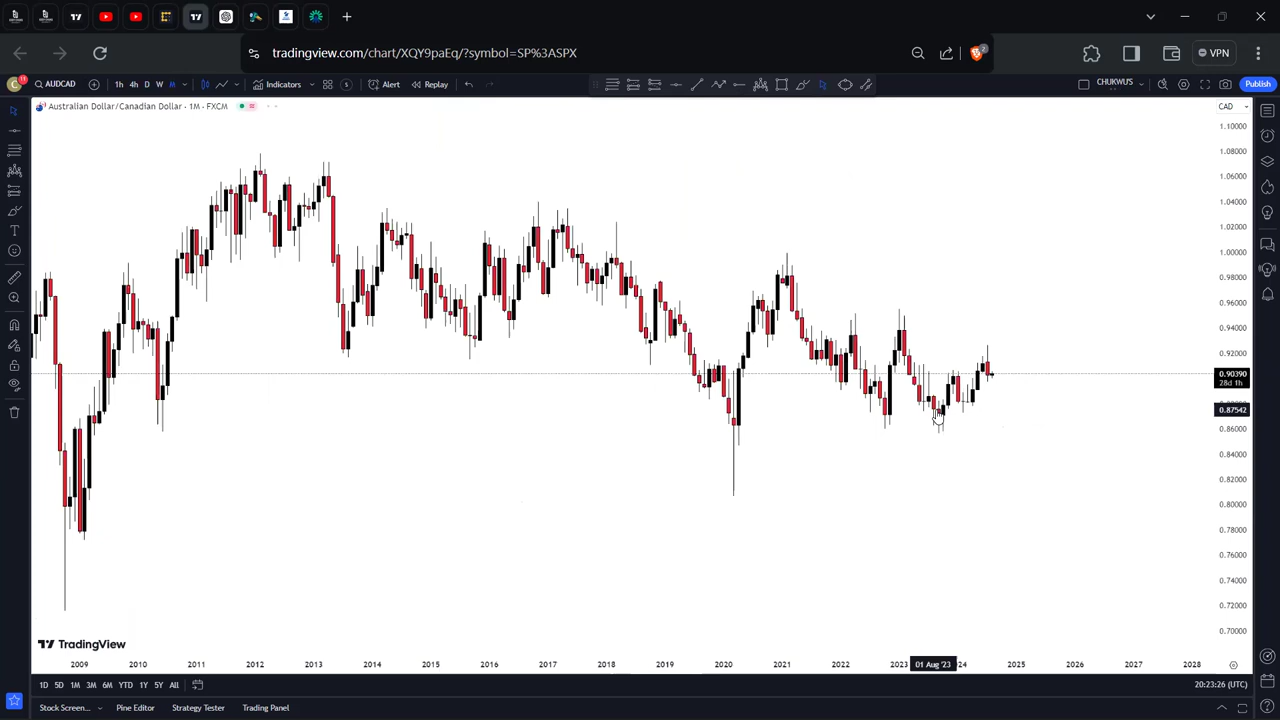 tradingview.com/chart/XQY9paEq/?symbol=SP%3ASPX
2
VPN
C
11
AUDCAD
1h 4h D W M
Indicators
Alert
Replay
CHUKWU'S
Publish
Australian Dollar/Canadian Dollar · 1M · FXCM
CAD
1.10000
1.08000
1.06000
1.04000
1.02000
1.00000
0.98000
0.96000
0.94000
0.92000
0.90390
28d 1h
0.87542
0.86000
0.84000
0.82000
0.80000
0.78000
0.76000
0.74000
0.72000
0.70000
TradingView
2009 2010 2011 2012 2013 2014 2015 2016 2017 2018 2019 2020 2021 2022 2023 01 Aug '23 24 2025 2026 2027 2028
1D 5D 1M 3M 6M YTD 1Y 5Y All
20:23:26 (UTC)
Stock Screen... Pine Editor Strategy Tester Trading Panel